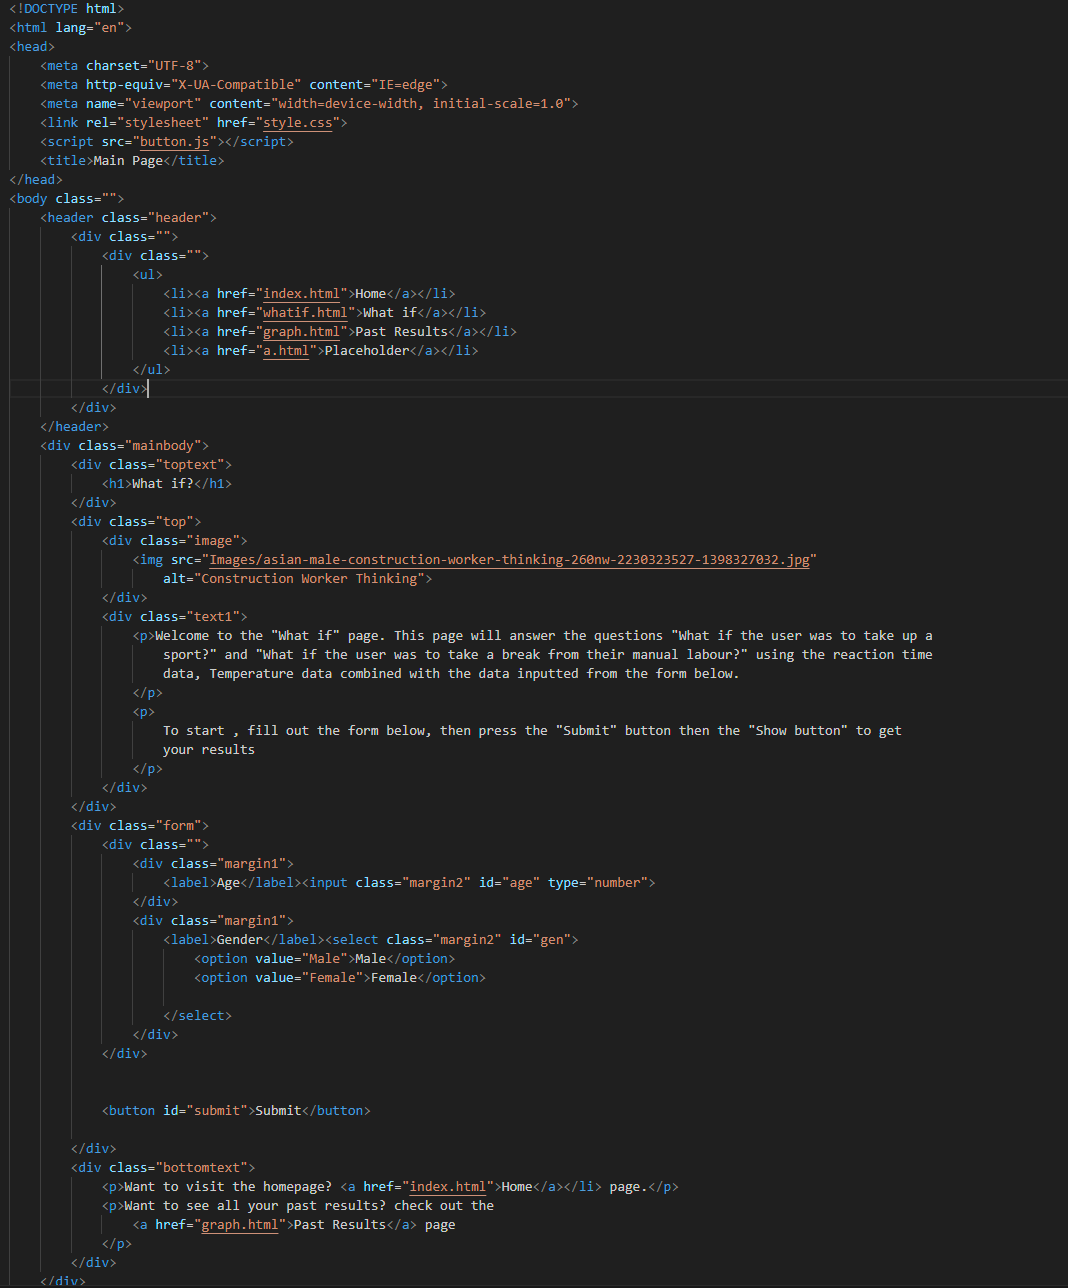 <!DOCTYPE html>
<html lang="en">
<head>
    <meta charset="UTF-8">
    <meta http-equiv="X-UA-Compatible" content="IE=edge">
    <meta name="viewport" content="width=device-width, initial-scale=1.0">
    <link rel="stylesheet" href="style.css">
    <script src="button.js"></script>
    <title>Main Page</title>
</head>
<body class="">
    <header class="header">
        <div class="">
            <div class="">
                <ul>
                    <li><a href="index.html">Home</a></li>
                    <li><a href="whatif.html">What if</a></li>
                    <li><a href="graph.html">Past Results</a></li>
                    <li><a href="a.html">Placeholder</a></li>
                </ul>
            </div>
        </div>
    </header>
    <div class="mainbody">
        <div class="toptext">
            <h1>What if?</h1>
        </div>
        <div class="top">
            <div class="image">
                <img src="Images/asian-male-construction-worker-thinking-260nw-2230323527-1398327032.jpg"
                    alt="Construction Worker Thinking">
            </div>
            <div class="text1">
                <p>Welcome to the "What if" page. This page will answer the questions "What if the user was to take up a
                    sport?" and "What if the user was to take a break from their manual labour?" using the reaction time
                    data, Temperature data combined with the data inputted from the form below.
                </p>
                <p>
                    To start , fill out the form below, then press the "Submit" button then the "Show button" to get
                    your results
                </p>
            </div>
        </div>
        <div class="form">
            <div class="">
                <div class="margin1">
                    <label>Age</label><input class="margin2" id="age" type="number">
                </div>
                <div class="margin1">
                    <label>Gender</label><select class="margin2" id="gen">
                        <option value="Male">Male</option>
                        <option value="Female">Female</option>

                    </select>
                </div>
            </div>


            <button id="submit">Submit</button>

        </div>
        <div class="bottomtext">
            <p>Want to visit the homepage? <a href="index.html">Home</a></li> page.</p>
            <p>Want to see all your past results? check out the
                <a href="graph.html">Past Results</a> page
            </p>
        </div>
    </div>